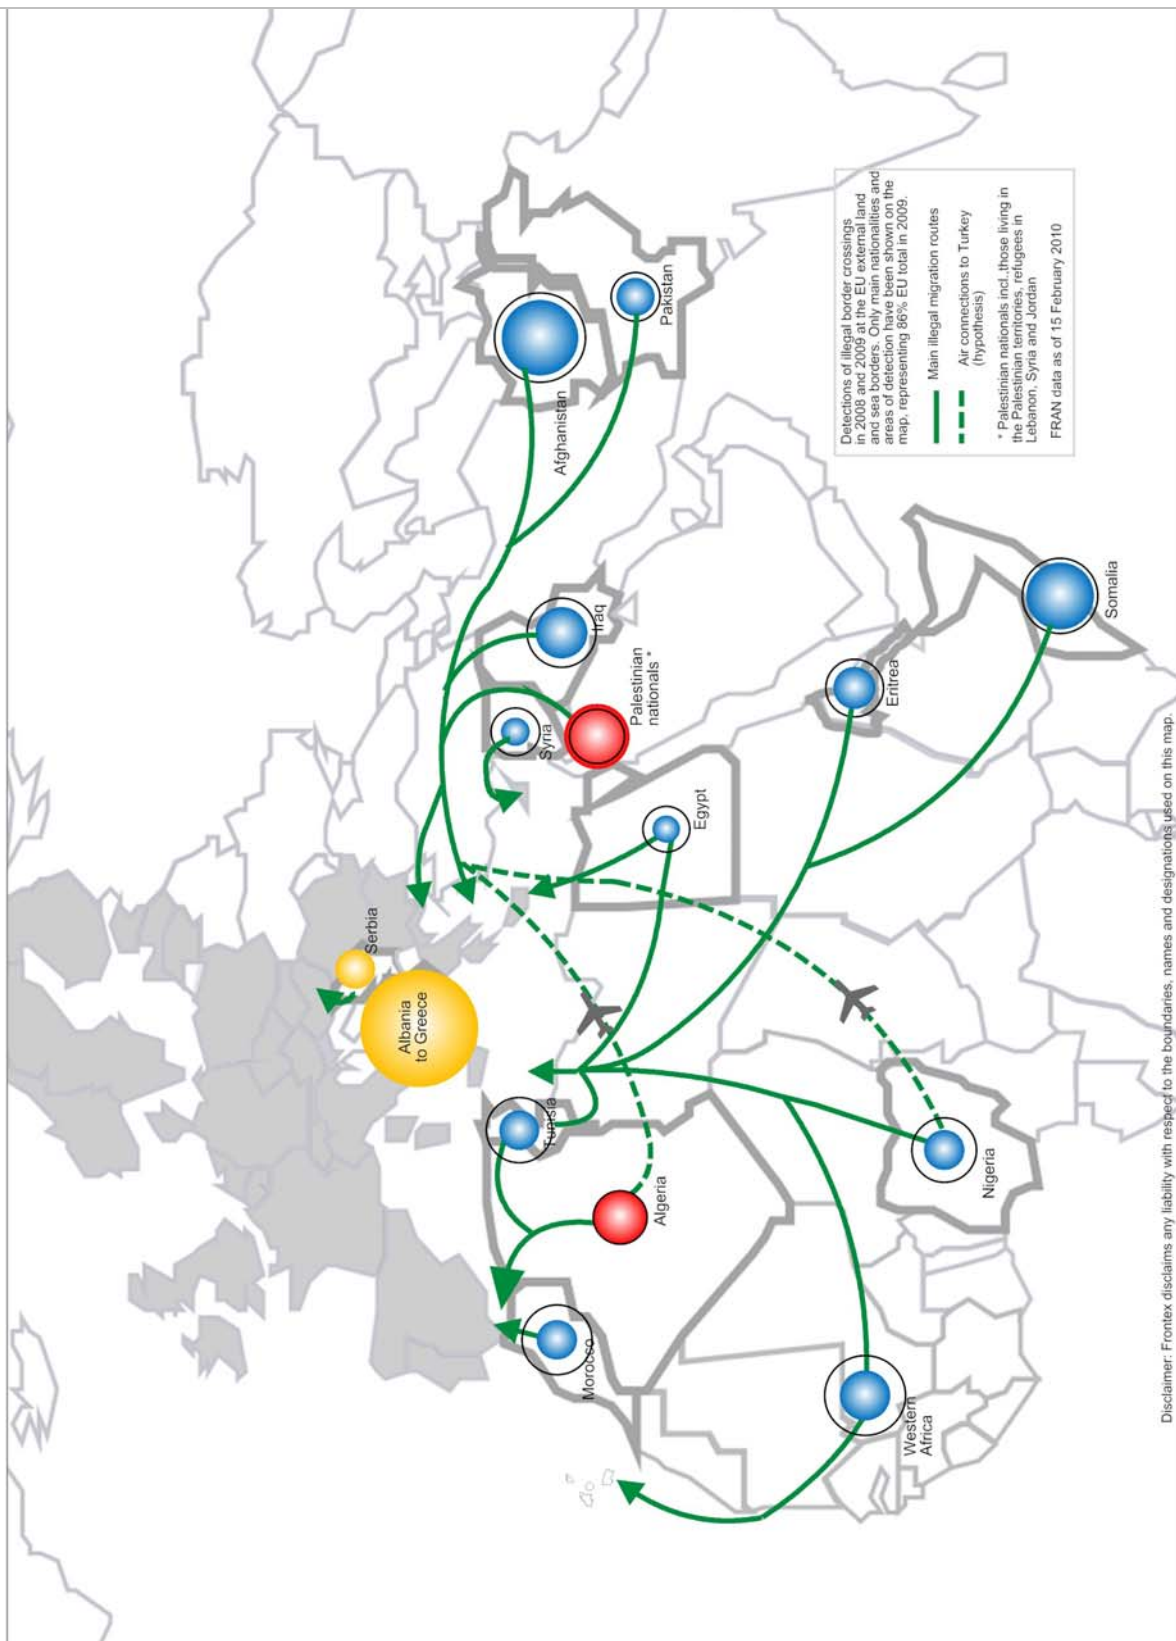 Serbia
Albania
to Greece
Afghanistan
Pakistan
Iraq
Syria
Palestinian
nationals *
Egypt
Tunisia
Algeria
Morocco
Eritrea
Somalia
Nigeria
Western
Africa
Detections of illegal border crossings
in 2008 and 2009 at the EU external land
and sea borders. Only main nationalities and
areas of detection have been shown on the
map, representing 86% EU total in 2009.
Main illegal migration routes
Air connections to Turkey
(hypothesis)
* Palestinian nationals incl. those living in
the Palestinian territories, refugees in
Lebanon, Syria and Jordan
FRAN data as of 15 February 2010
Disclaimer: Frontex disclaims any liability with respect to the boundaries, names and designations used on this map.